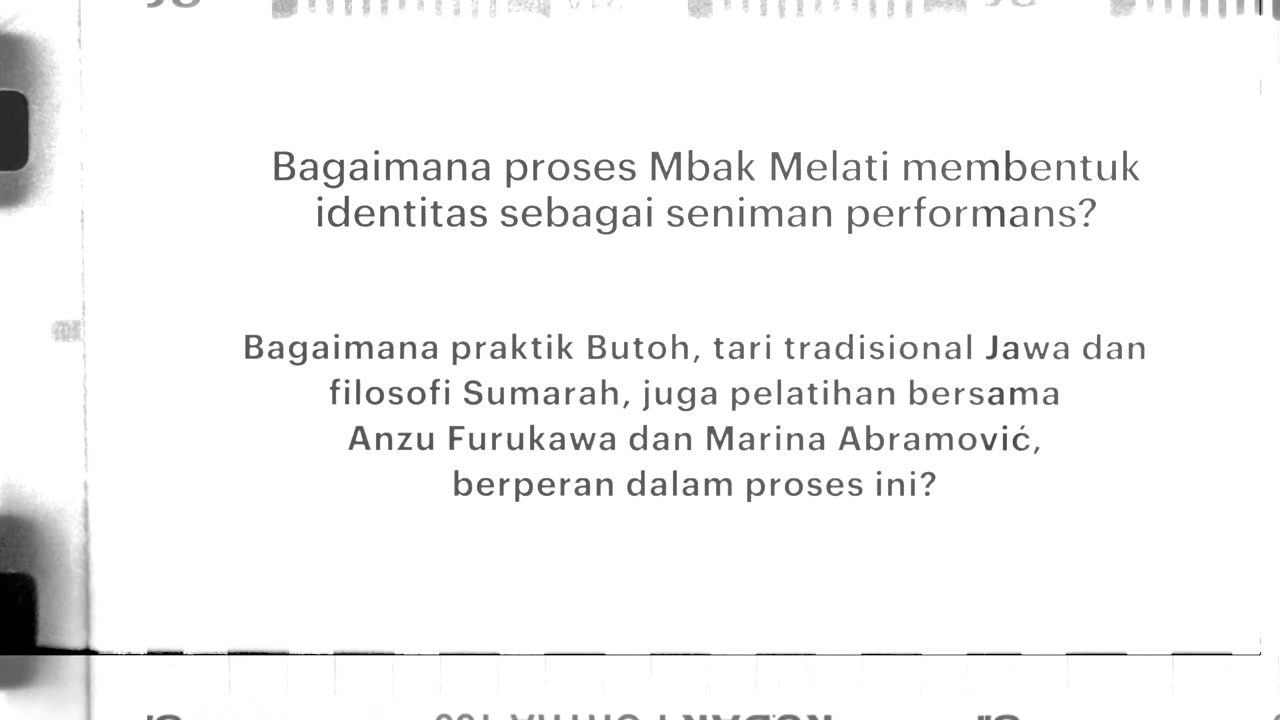 Bagaimana proses Mbak Melati membentuk
identitas sebagai seniman performans?
Bagaimana praktik Butoh, tari tradisional Jawa dan
filosofi Sumarah, juga pelatihan bersama
Anzu Furukawa dan Marina Abramović,
berperan dalam proses ini?